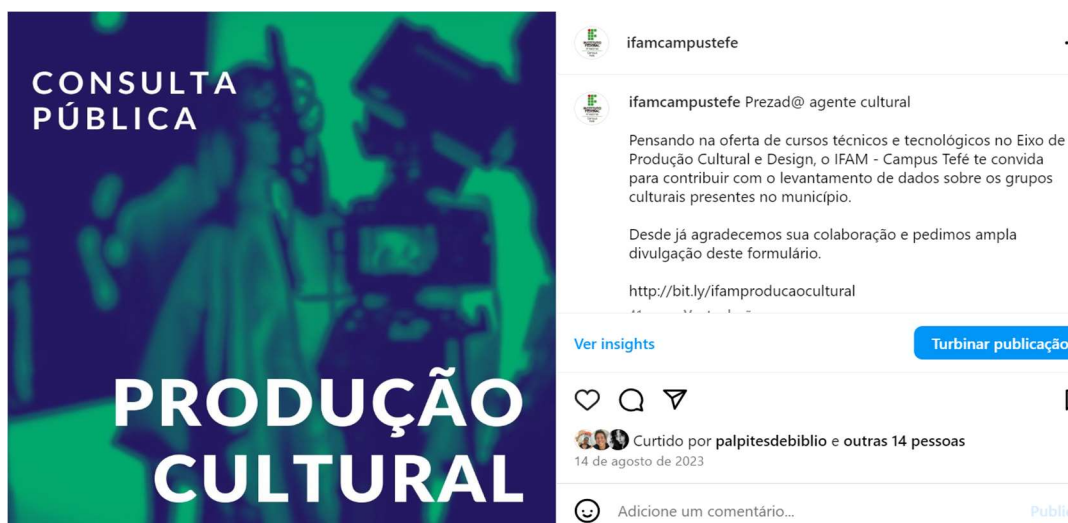 CONSULTA
PÚBLICA
PRODUÇÃO
CULTURAL
ifamcampustefe
ifamcampustefe Prezad@ agente cultural
Pensando na oferta de cursos técnicos e tecnológicos no Eixo de
Produção Cultural e Design, o IFAM - Campus Tefé te convida
para contribuir com o levantamento de dados sobre os grupos
culturais presentes no município.
Desde já agradecemos sua colaboração e pedimos ampla
divulgação deste formulário.
http://bit.ly/ifamproducaocultural
Ver insights
Turbinar publicação
Curtido por palpitesdebiblio e outras 14 pessoas
14 de agosto de 2023
Adicione um comentário...